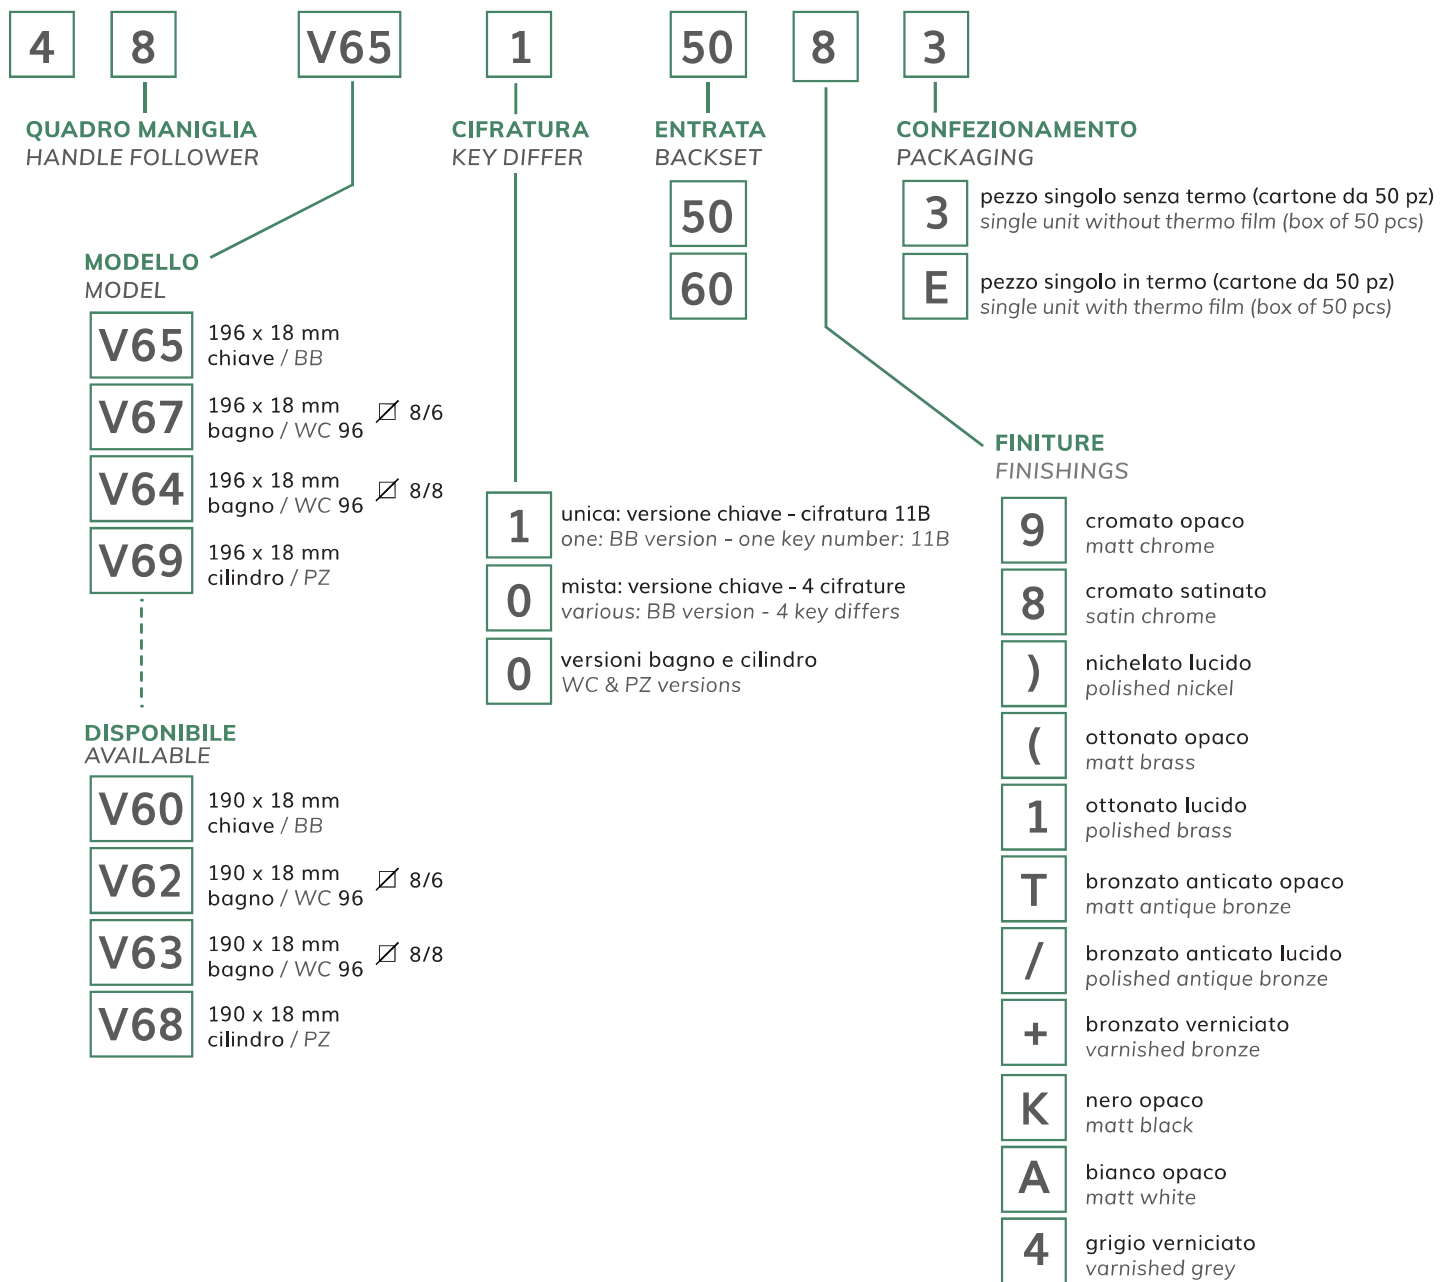 4 8 V65 1 50 8 3
QUADRO MANIGLIA
HANDLE FOLLOWER
CIFRATURA
KEY DIFFER
ENTRATA
BACKSET
50
60
CONFEZIONAMENTO
PACKAGING
3 pezzo singolo senza termo (cartone da 50 pz)
single unit without thermo film (box of 50 pcs)
E pezzo singolo in termo (cartone da 50 pz)
single unit with thermo film (box of 50 pcs)
MODELLO
MODEL
V65 196 x 18 mm
chiave / BB
V67 196 x 18 mm
bagno / WC 96 8/6
V64 196 x 18 mm
bagno / WC 96 8/8
V69 196 x 18 mm
cilindro / PZ
1 unica: versione chiave - cifratura 11B
one: BB version - one key number: 11B
0 mista: versione chiave - 4 cifrature
various: BB version - 4 key differs
0 versioni bagno e cilindro
WC & PZ versions
DISPONIBILE
AVAILABLE
V60 190 x 18 mm
chiave / BB
V62 190 x 18 mm
bagno / WC 96 8/6
V63 190 x 18 mm
bagno / WC 96 8/8
V68 190 x 18 mm
cilindro / PZ
FINITURE
FINISHINGS
9 cromato opaco
matt chrome
8 cromato satinato
satin chrome
) nichelato lucido
polished nickel
( ottonato opaco
matt brass
1 ottonato lucido
polished brass
T bronzato anticato opaco
matt antique bronze
/ bronzato anticato lucido
polished antique bronze
+ bronzato verniciato
varnished bronze
K nero opaco
matt black
A bianco opaco
matt white
4 grigio verniciato
varnished grey